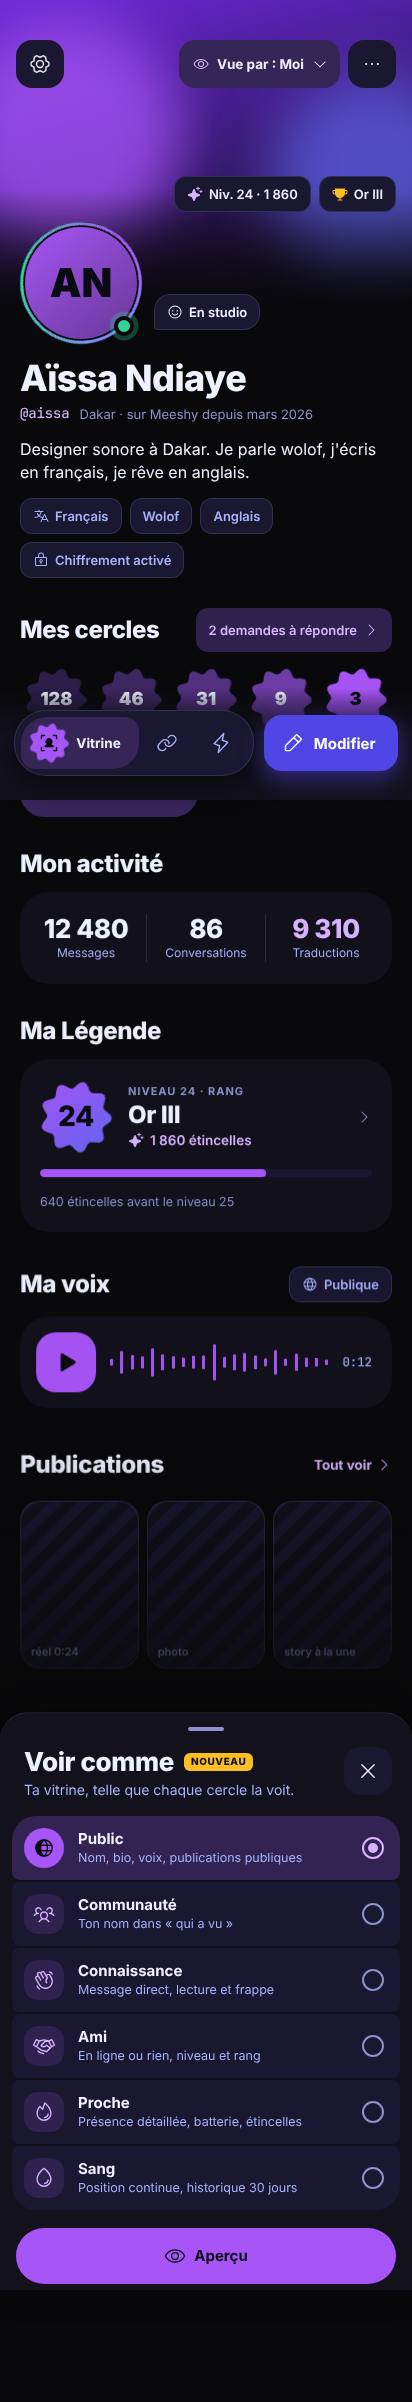 Vue par : Moi
Niv. 24 · 1 860
Or III
AN
En studio
Aïssa Ndiaye
@aissa Dakar · sur Meeshy depuis mars 2026
Designer sonore à Dakar. Je parle wolof, j'écris
en français, je rêve en anglais.
Français
Wolof
Anglais
Chiffrement activé
Mes cercles
2 demandes à répondre
128
46
31
9
3
Vitrine
Modifier
Mon activité
12 480
86
9 310
Messages
Conversations
Traductions
Ma Légende
24
NIVEAU 24 · RANG
Or III
1 860 étincelles
640 étincelles avant le niveau 25
Ma voix
Publique
0:12
Publications
Tout voir
réel 0:24
photo
story à la une
Voir comme
NOUVEAU
Ta vitrine, telle que chaque cercle la voit.
Public
Nom, bio, voix, publications publiques
Communauté
Ton nom dans « qui a vu »
Connaissance
Message direct, lecture et frappe
Ami
En ligne ou rien, niveau et rang
Proche
Présence détaillée, batterie, étincelles
Sang
Position continue, historique 30 jours
Aperçu